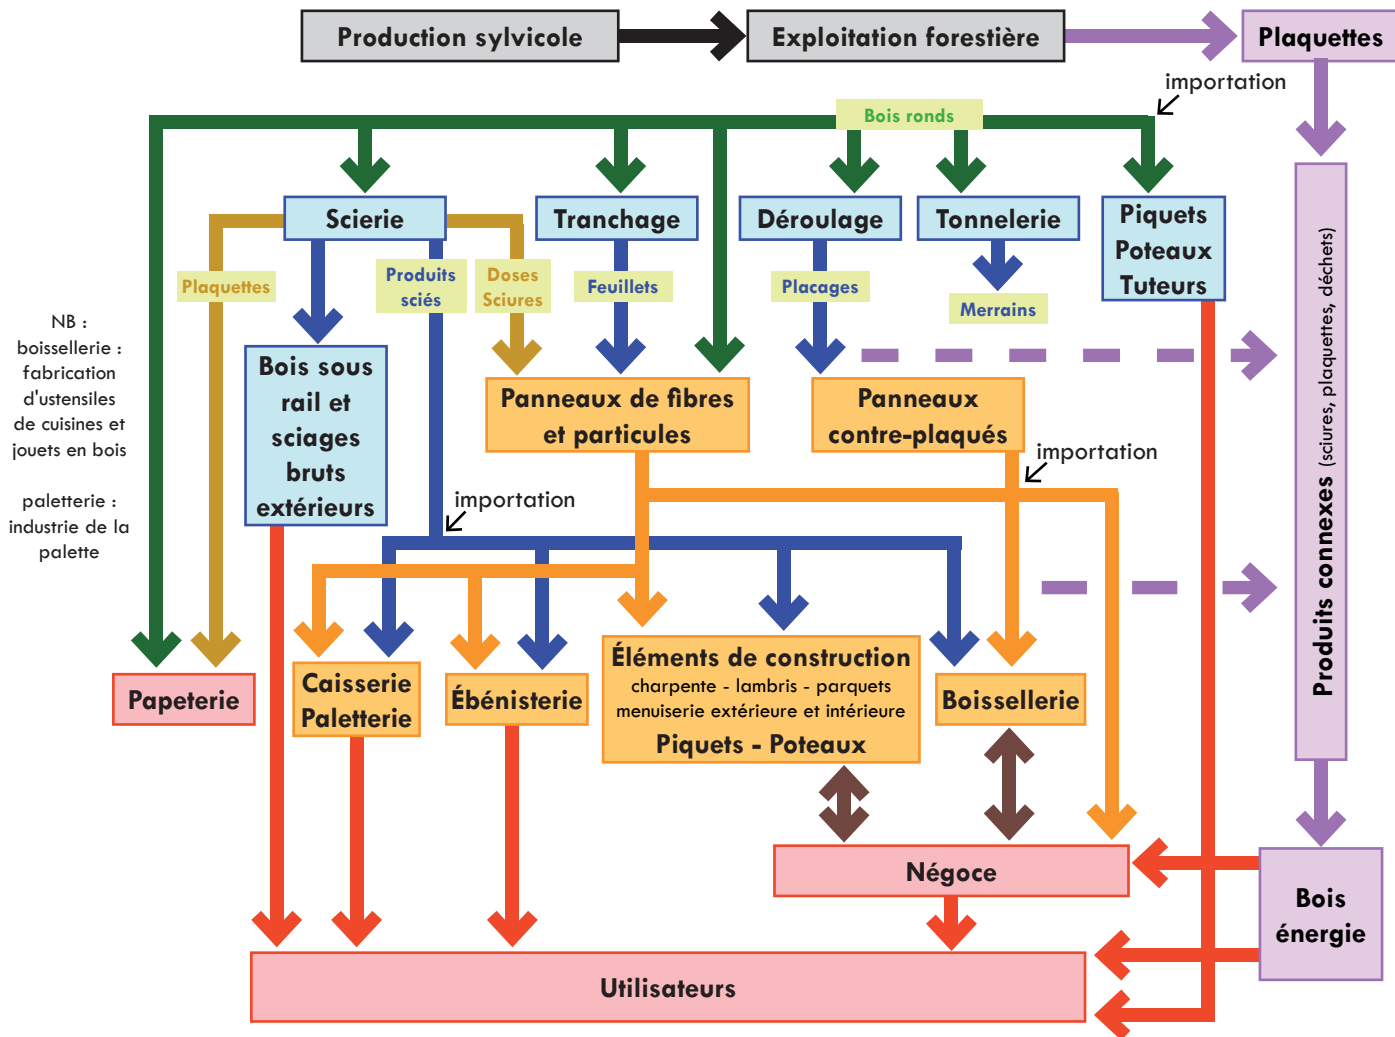 Production sylvicole
Exploitation forestière
Plaquettes
importation
Bois ronds
Scierie
Tranchage
Déroulage
Tonnelerie
Piquets
Poteaux
Tuteurs
Plaquettes
Produits
sciés
Doses
Sciures
Feuillets
Placages
Merrains
NB :
boissellerie :
fabrication
d'ustensiles
de cuisines et
jouets en bois
paletterie :
industrie de la
palette
Bois sous
rail et
sciages
bruts
extérieurs
Panneaux de fibres
et particules
Panneaux
contre-plaqués
importation
importation
Produits connexes (sciures, plaquettes, déchets)
Papeterie
Caisserie
Paletterie
Ébénisterie
Éléments de construction
charpente - lambris - parquets
menuiserie extérieure et intérieure
Piquets - Poteaux
Boissellerie
Négoce
Bois
énergie
Utilisateurs